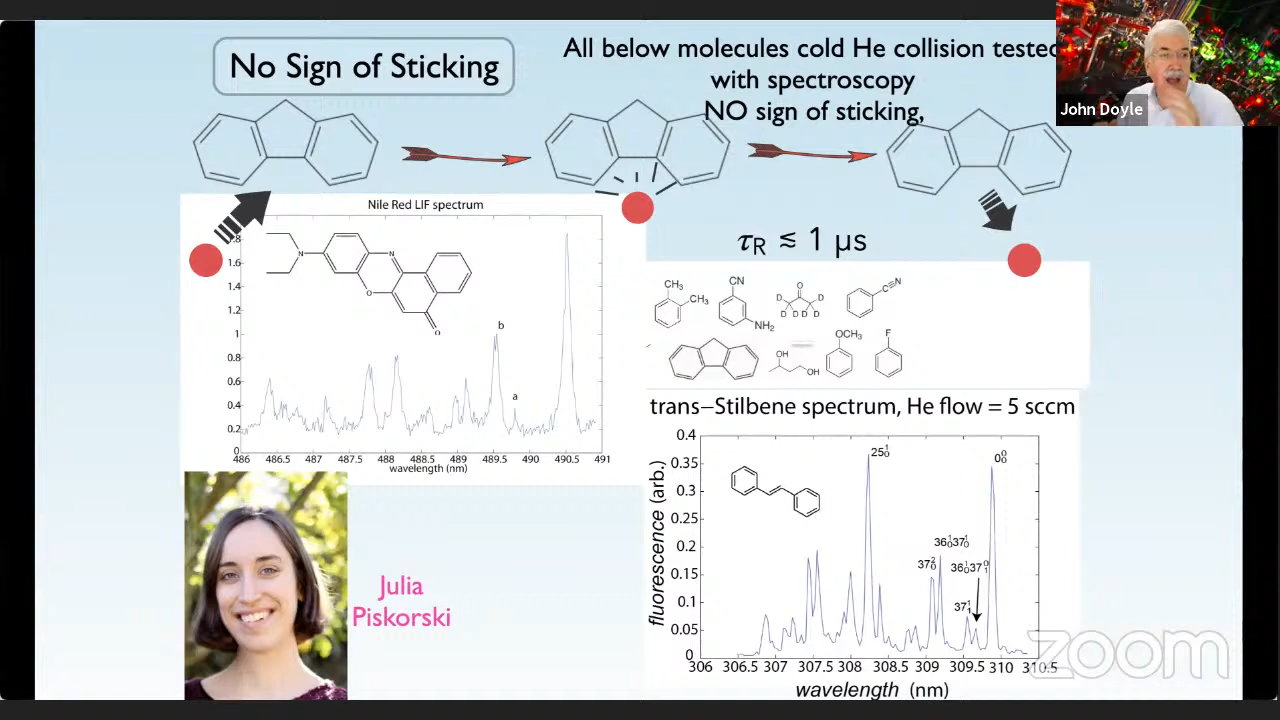 No Sign of Sticking
All below molecules cold He collision tested
with spectroscopy
NO sign of sticking,
John Doyle
τR ≲ 1 μs
Nile Red LIF spectrum
N
N
O
o
1.8
1.6
1.4
1.2
1
0.8
0.6
0.4
0.2
0
b
a
486 486.5 487 487.5 488 488.5 489 489.5 490 490.5 491
wavelength (nm)
CH3
CH3
CN
NH2
O
D D
D D D D
C≡N
OH
OH
OCH3
F
trans–Stilbene spectrum, He flow = 5 sccm
fluorescence (arb.)
0.4
0.35
0.3
0.25
0.2
0.15
0.1
0.05
0
25¹₀
0⁰₀
36¹₀37¹₀
37²₀
36¹₀37⁰₁
37¹₁
306 306.5 307 307.5 308 308.5 309 309.5 310 310.5
wavelength (nm)
Julia
Piskorski
zoom